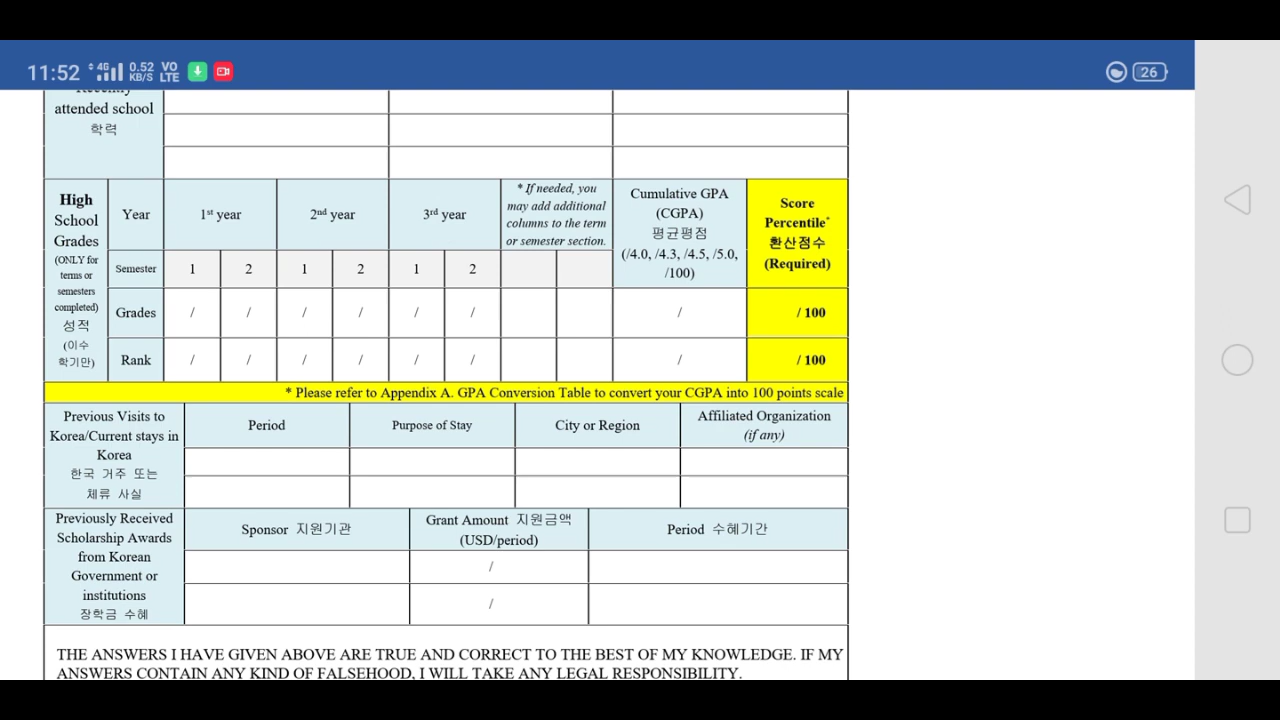 11:52 4G 0.52 KB/S VO LTE 26
Recently
attended school
학력
High
School
Grades
(ONLY for
terms or
semesters
completed)
성적
(이수
학기만)
Year
1st year
2nd year
3rd year
* If needed, you
may add additional
columns to the term
or semester section.
Cumulative GPA
(CGPA)
평균평점
(/4.0, /4.3, /4.5, /5.0,
/100)
Score
Percentile*
환산점수
(Required)
Semester 1 2 1 2 1 2
Grades / / / / / / / / 100
Rank / / / / / / / / 100
* Please refer to Appendix A. GPA Conversion Table to convert your CGPA into 100 points scale
Previous Visits to
Korea/Current stays in
Korea
한국 거주 또는
체류 사실
Period
Purpose of Stay
City or Region
Affiliated Organization
(if any)
Previously Received
Scholarship Awards
from Korean
Government or
institutions
장학금 수혜
Sponsor 지원기관
Grant Amount 지원금액
(USD/period)
Period 수혜기간
/
/
THE ANSWERS I HAVE GIVEN ABOVE ARE TRUE AND CORRECT TO THE BEST OF MY KNOWLEDGE. IF MY
ANSWERS CONTAIN ANY KIND OF FALSEHOOD, I WILL TAKE ANY LEGAL RESPONSIBILITY.